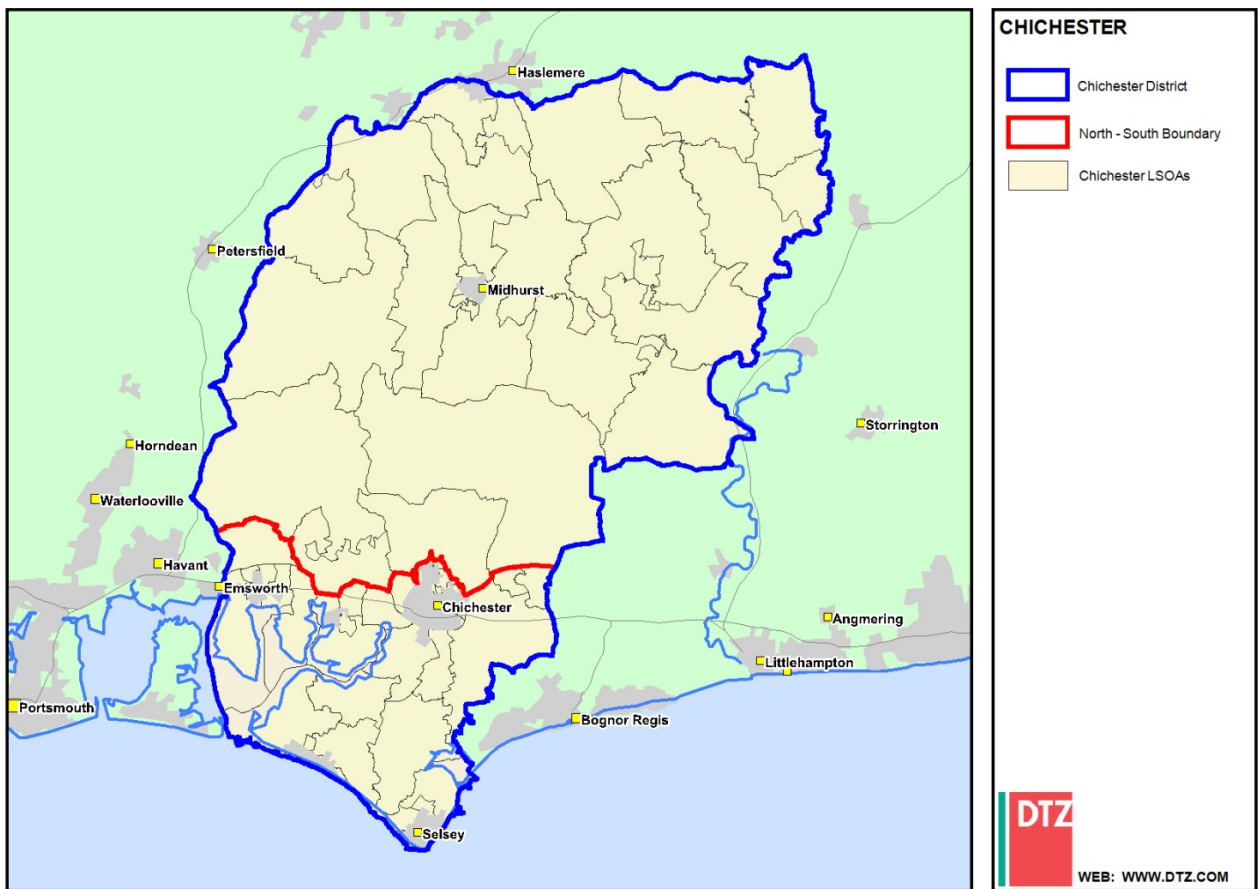 CHICHESTER
Chichester District
North - South Boundary
Chichester LSOAs
Haslemere
Petersfield
Midhurst
Horndean
Storrington
Waterlooville
Havant
Emsworth
Chichester
Angmering
Littlehampton
Portsmouth
Bognor Regis
Selsey
DTZ
WEB: WWW.DTZ.COM